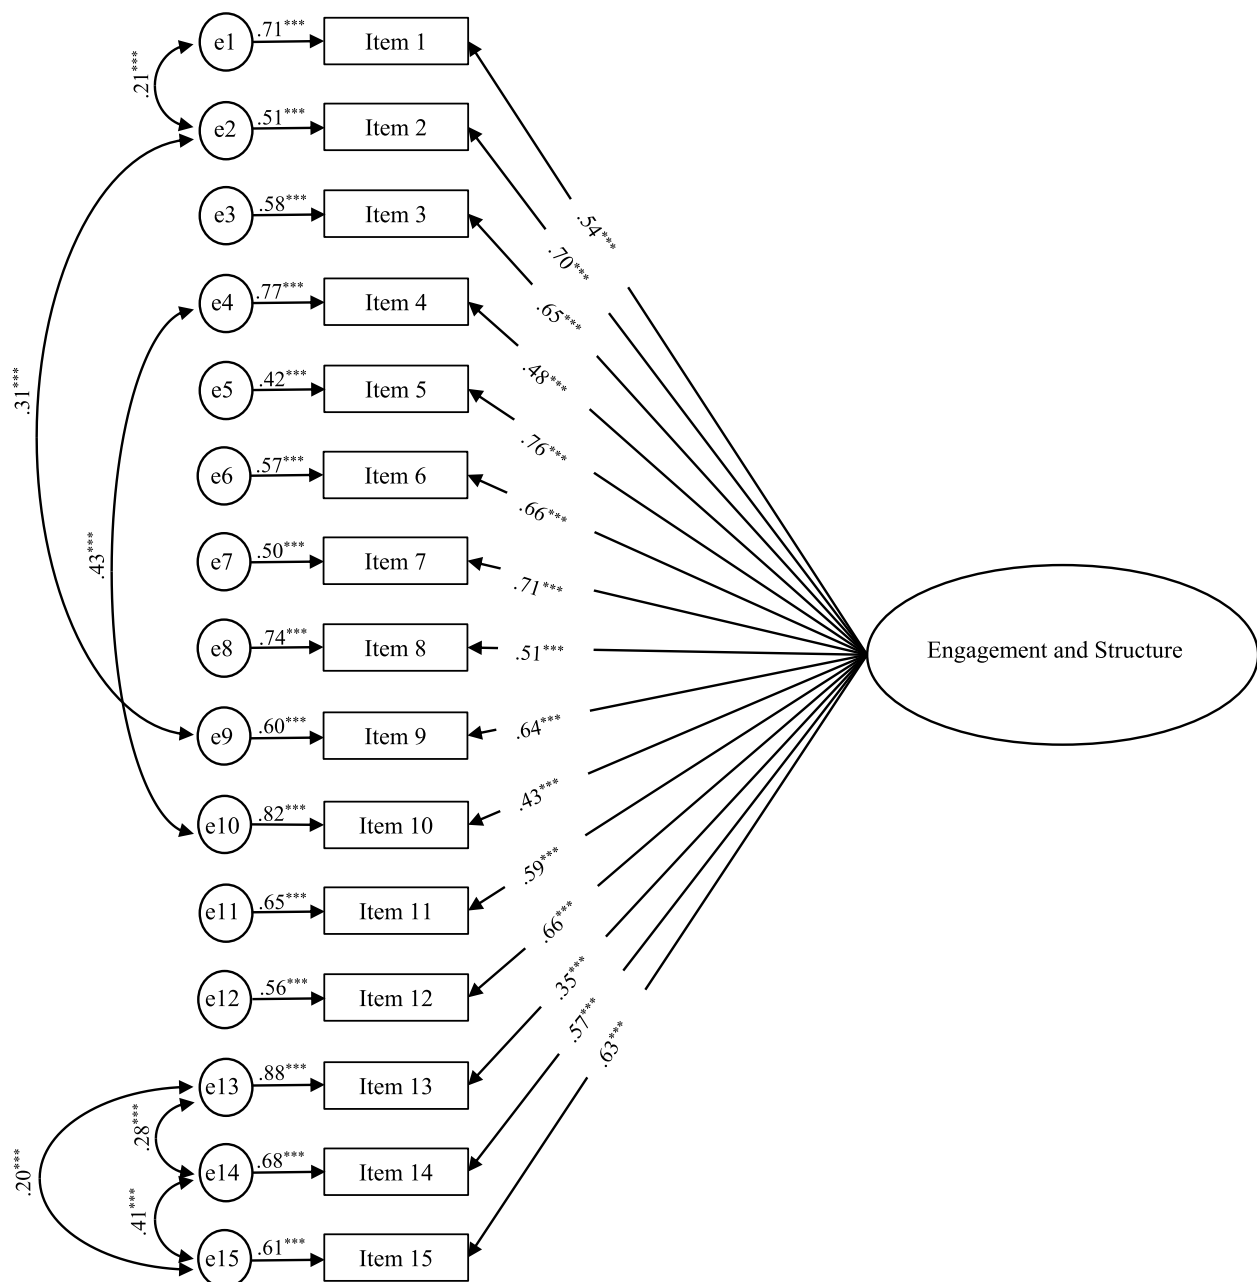 e1 .71*** Item 1
.21***
e2 .51*** Item 2
e3 .58*** Item 3
.54***
.70***
e4 .77*** Item 4
.65***
.48***
.31***
e5 .42*** Item 5
.76***
e6 .57*** Item 6
.66***
.43***
e7 .50*** Item 7
.71***
e8 .74*** Item 8
.51***
Engagement and Structure
e9 .60*** Item 9
.64***
e10 .82*** Item 10
.43***
e11 .65*** Item 11
.59***
.66***
e12 .56*** Item 12
.35***
.57***
.63***
e13 .88*** Item 13
.28***
.20***
e14 .68*** Item 14
.41***
e15 .61*** Item 15